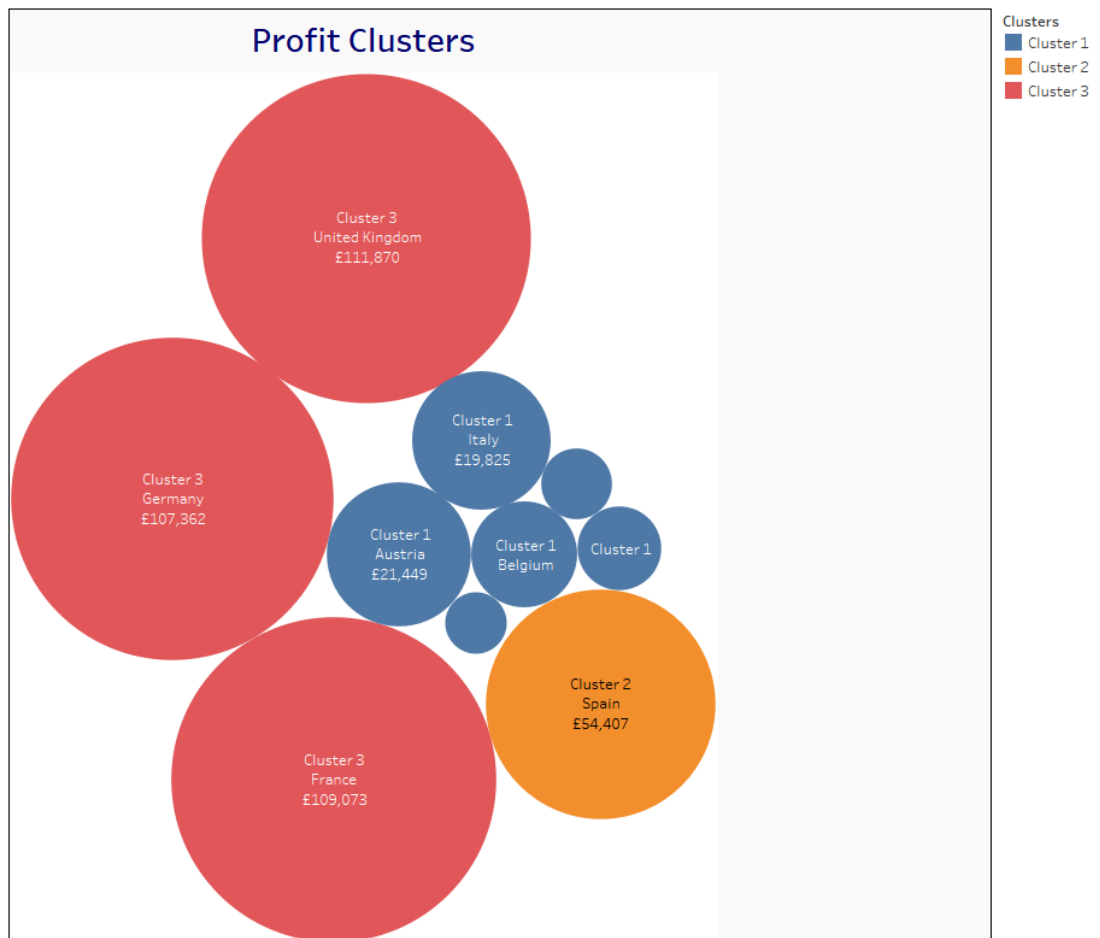 Profit Clusters
Clusters
Cluster 1
Cluster 2
Cluster 3
Cluster 3
United Kingdom
£111,870
Cluster 1
Italy
£19,825
Cluster 3
Germany
£107,362
Cluster 1
Austria
£21,449
Cluster 1
Belgium
Cluster 1
Cluster 2
Spain
£54,407
Cluster 3
France
£109,073